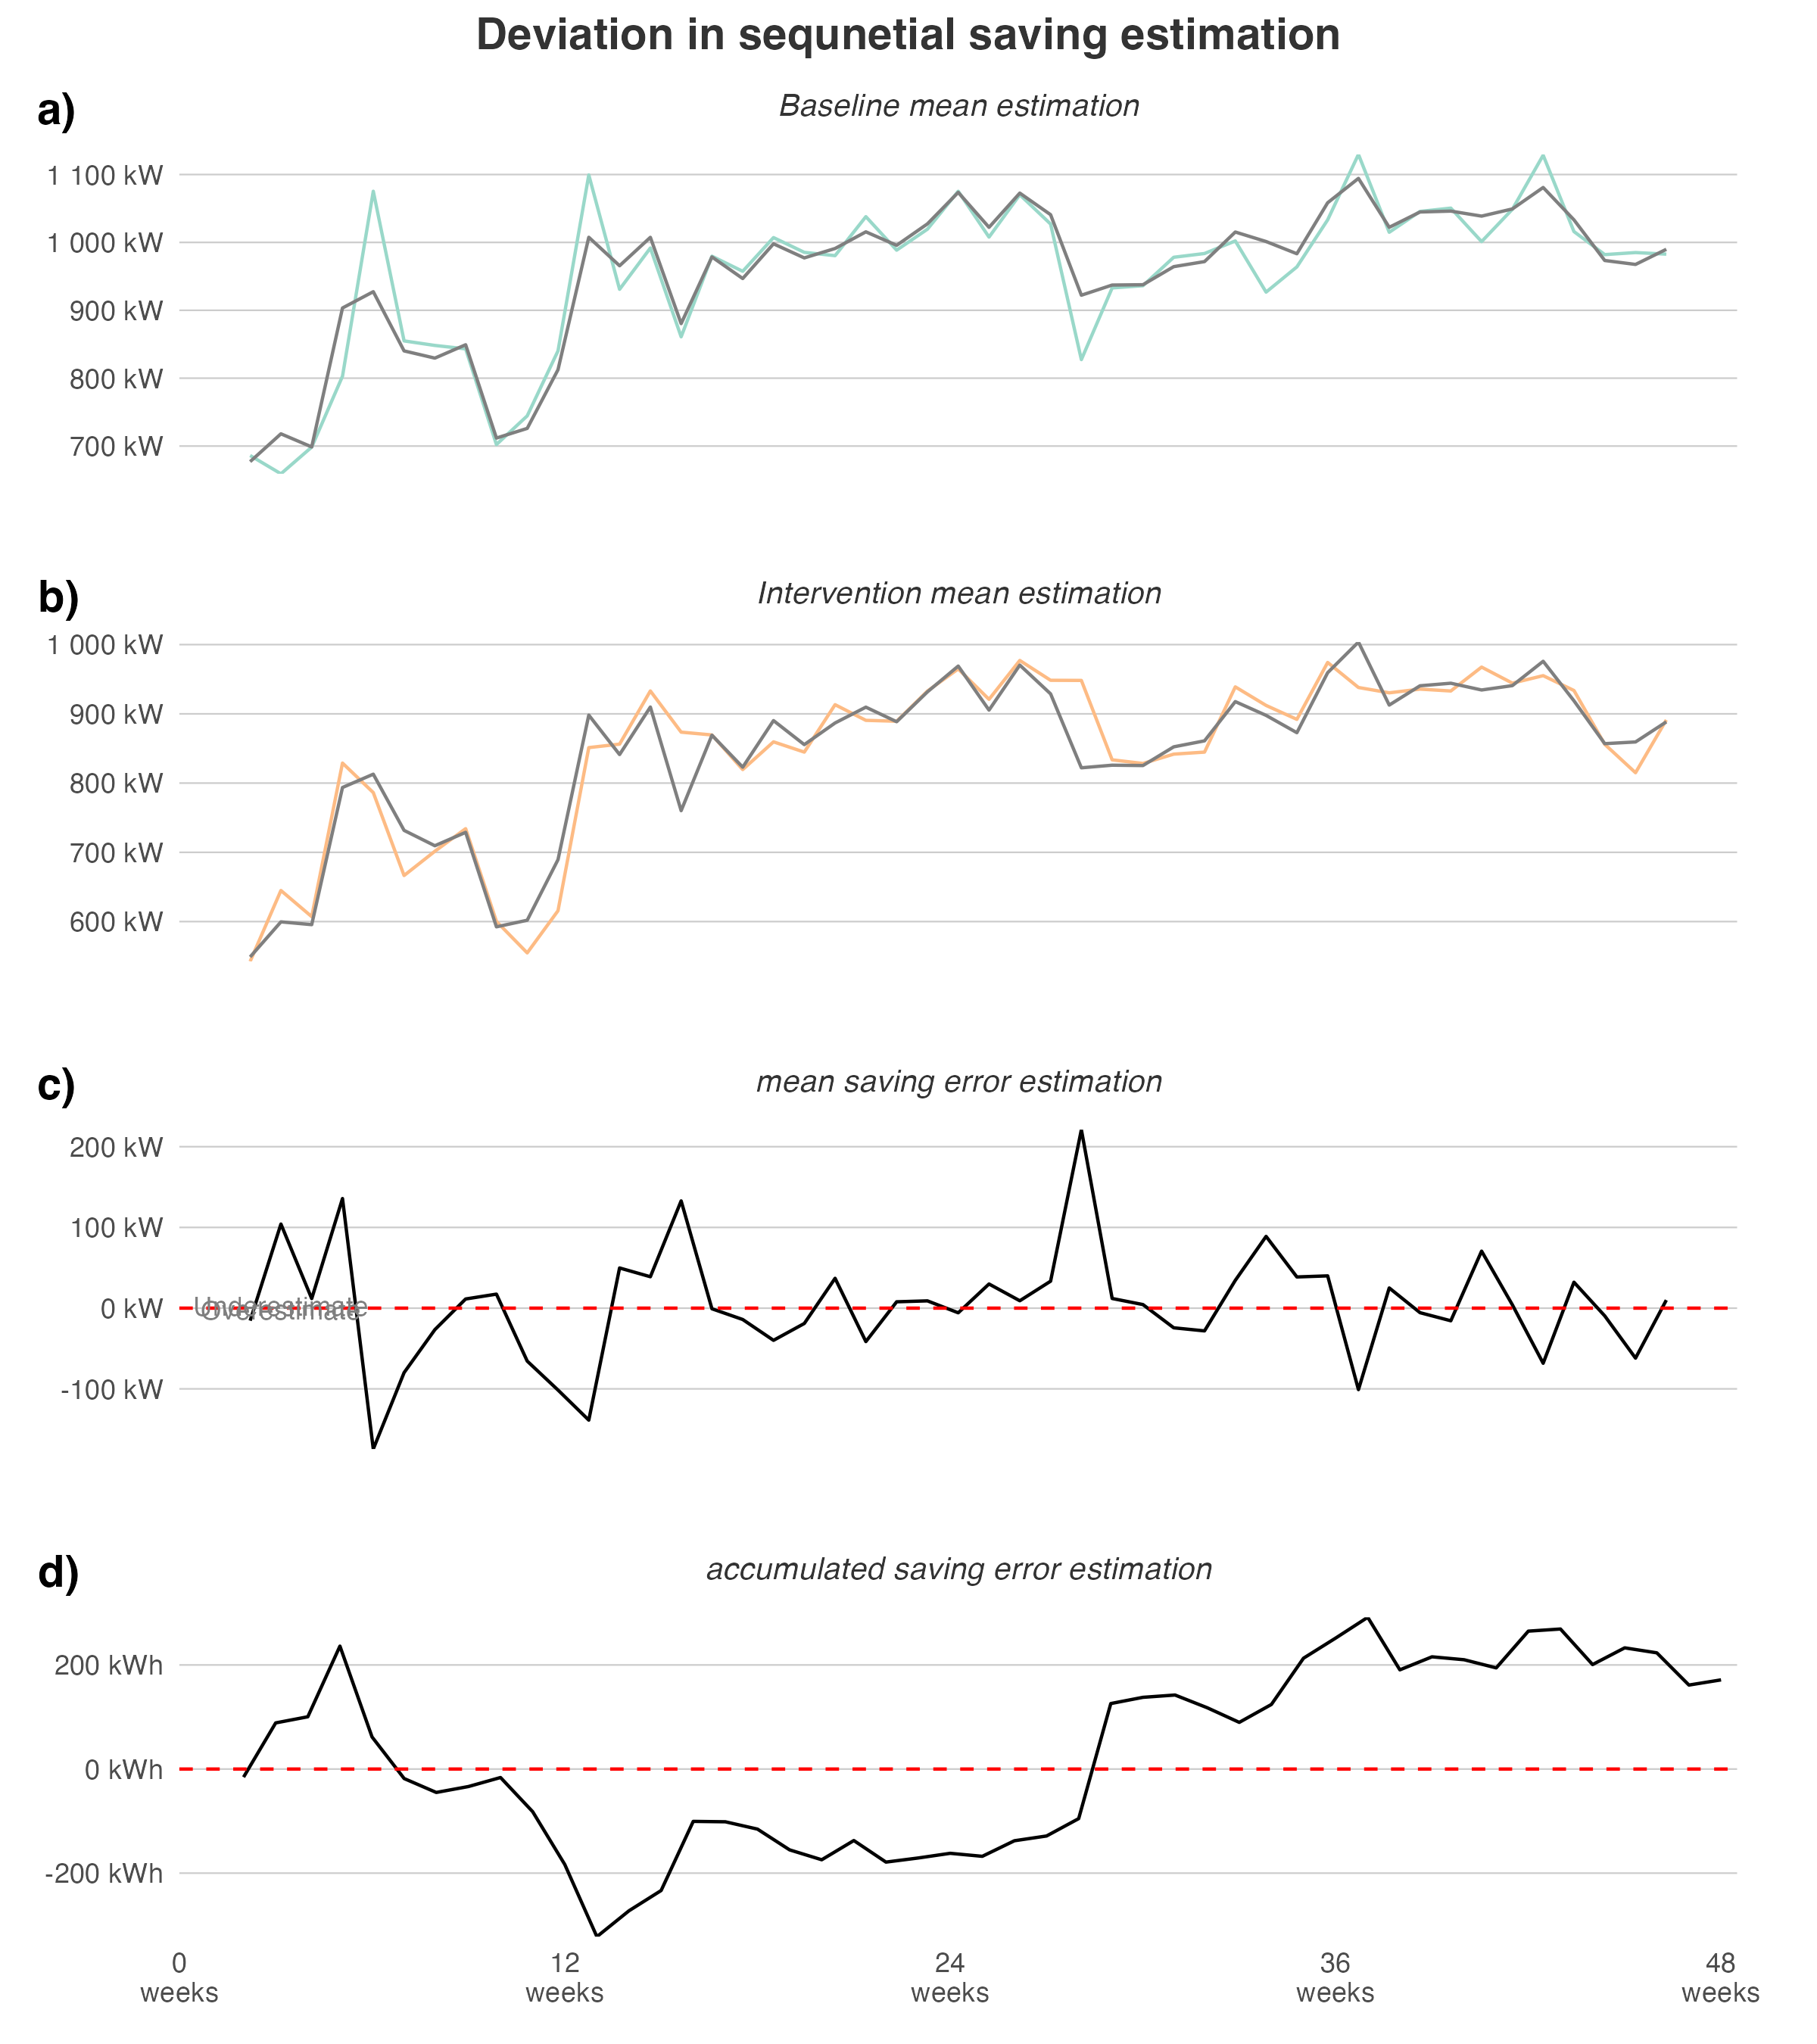 Deviation in sequnetial saving estimation
a)
Baseline mean estimation
1 100 kW
1 000 kW
900 kW
800 kW
700 kW
b)
Intervention mean estimation
1 000 kW
900 kW
800 kW
700 kW
600 kW
c)
mean saving error estimation
200 kW
100 kW
0 kW
-100 kW
Underestimate
Overestimate
d)
accumulated saving error estimation
200 kWh
0 kWh
-200 kWh
0 12 24 36 48
weeks weeks weeks weeks weeks